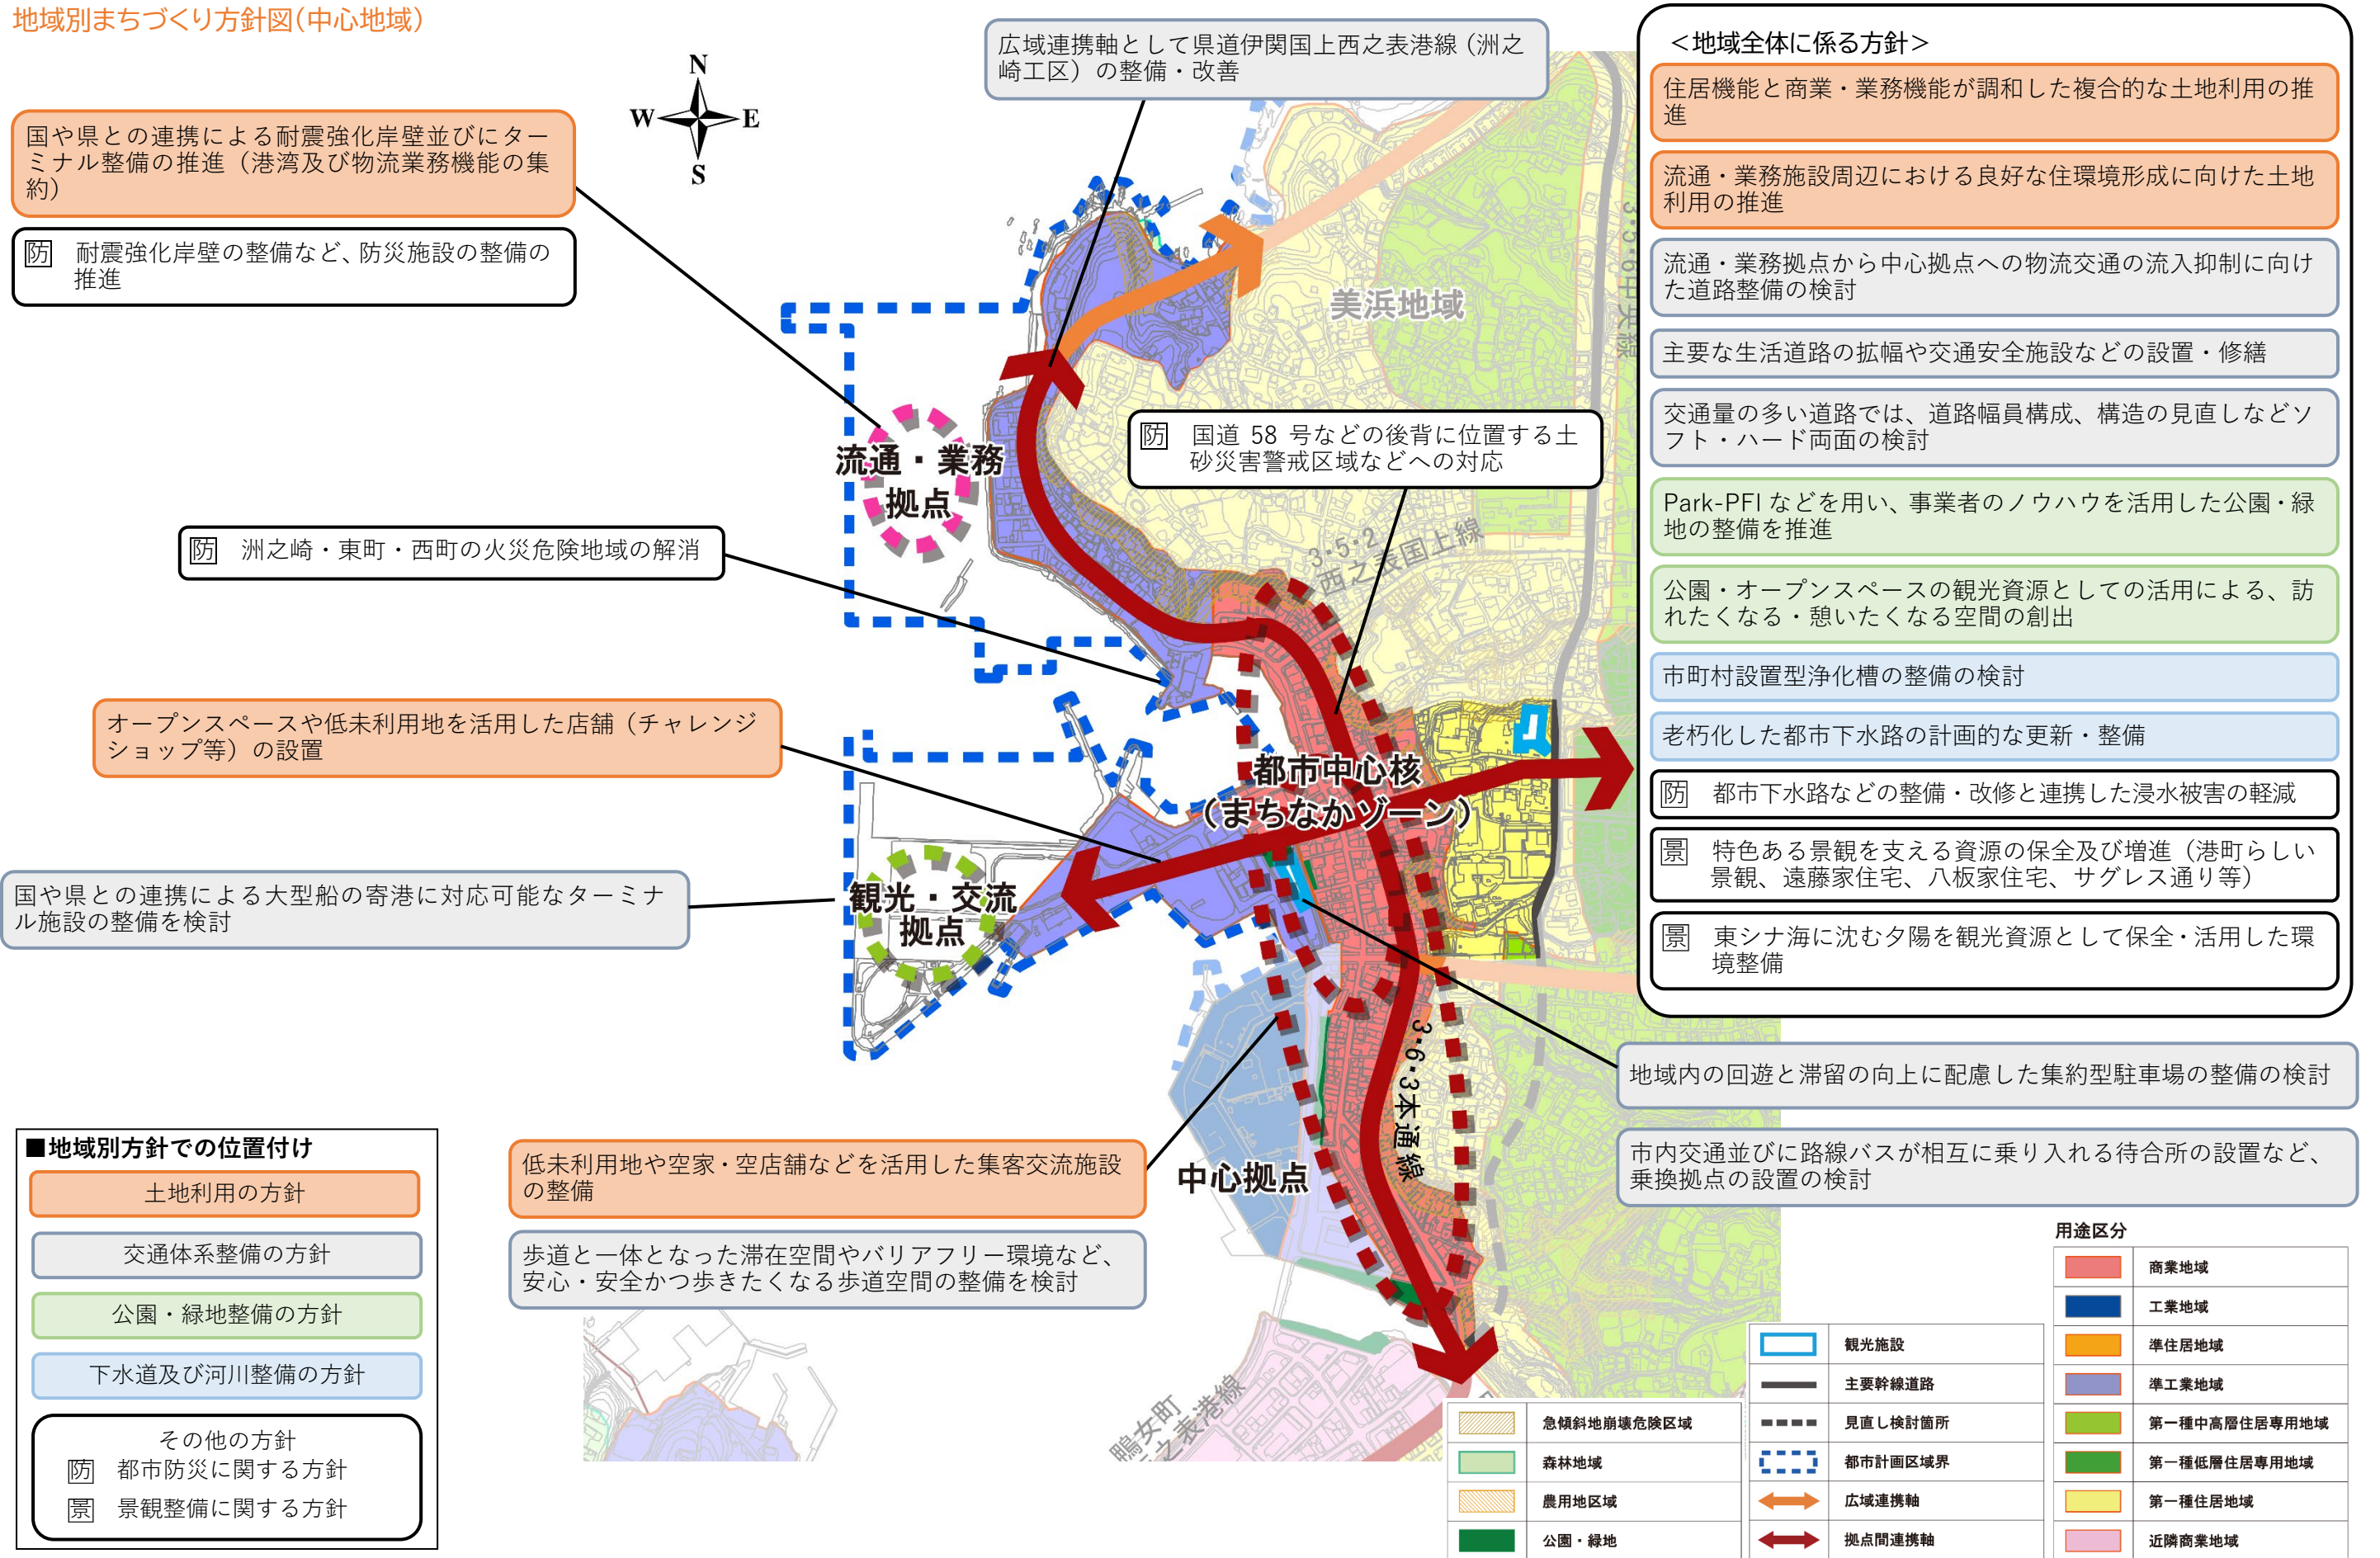 地域別まちづくり方針図(中心地域)
N
W
E
S
広域連携軸として県道伊関国上西之表港線（洲之
崎工区）の整備・改善
国や県との連携による耐震強化岸壁並びにター
ミナル整備の推進（港湾及び物流業務機能の集
約）
防 耐震強化岸壁の整備など、防災施設の整備の
推進
美浜地域
3・5・6中央線
防 国道 58 号などの後背に位置する土
砂災害警戒区域などへの対応
流通・業務
拠点
防 洲之崎・東町・西町の火災危険地域の解消
3・5・2
西之表国上線
オープンスペースや低未利用地を活用した店舗（チャレンジ
ショップ等）の設置
都市中心核
（まちなかゾーン）
国や県との連携による大型船の寄港に対応可能なターミナ
ル施設の整備を検討
観光・交流
拠点
3・6・3本通線
中心拠点
低未利用地や空家・空店舗などを活用した集客交流施設
の整備
歩道と一体となった滞在空間やバリアフリー環境など、
安心・安全かつ歩きたくなる歩道空間の整備を検討
＜地域全体に係る方針＞
住居機能と商業・業務機能が調和した複合的な土地利用の推
進
流通・業務施設周辺における良好な住環境形成に向けた土地
利用の推進
流通・業務拠点から中心拠点への物流交通の流入抑制に向け
た道路整備の検討
主要な生活道路の拡幅や交通安全施設などの設置・修繕
交通量の多い道路では、道路幅員構成、構造の見直しなどソ
フト・ハード両面の検討
Park-PFI などを用い、事業者のノウハウを活用した公園・緑
地の整備を推進
公園・オープンスペースの観光資源としての活用による、訪
れたくなる・憩いたくなる空間の創出
市町村設置型浄化槽の整備の検討
老朽化した都市下水路の計画的な更新・整備
防 都市下水路などの整備・改修と連携した浸水被害の軽減
景 特色ある景観を支える資源の保全及び増進（港町らしい
景観、遠藤家住宅、八板家住宅、サグレス通り等）
景 東シナ海に沈む夕陽を観光資源として保全・活用した環
境整備
地域内の回遊と滞留の向上に配慮した集約型駐車場の整備の検討
市内交通並びに路線バスが相互に乗り入れる待合所の設置など、
乗換拠点の設置の検討
■地域別方針での位置付け
土地利用の方針
交通体系整備の方針
公園・緑地整備の方針
下水道及び河川整備の方針
その他の方針
防 都市防災に関する方針
景 景観整備に関する方針
鴨女町
之表港線
急傾斜地崩壊危険区域
森林地域
農用地区域
公園・緑地
観光施設
主要幹線道路
見直し検討箇所
都市計画区域界
広域連携軸
拠点間連携軸
用途区分
商業地域
工業地域
準住居地域
準工業地域
第一種中高層住居専用地域
第一種低層住居専用地域
第一種住居地域
近隣商業地域